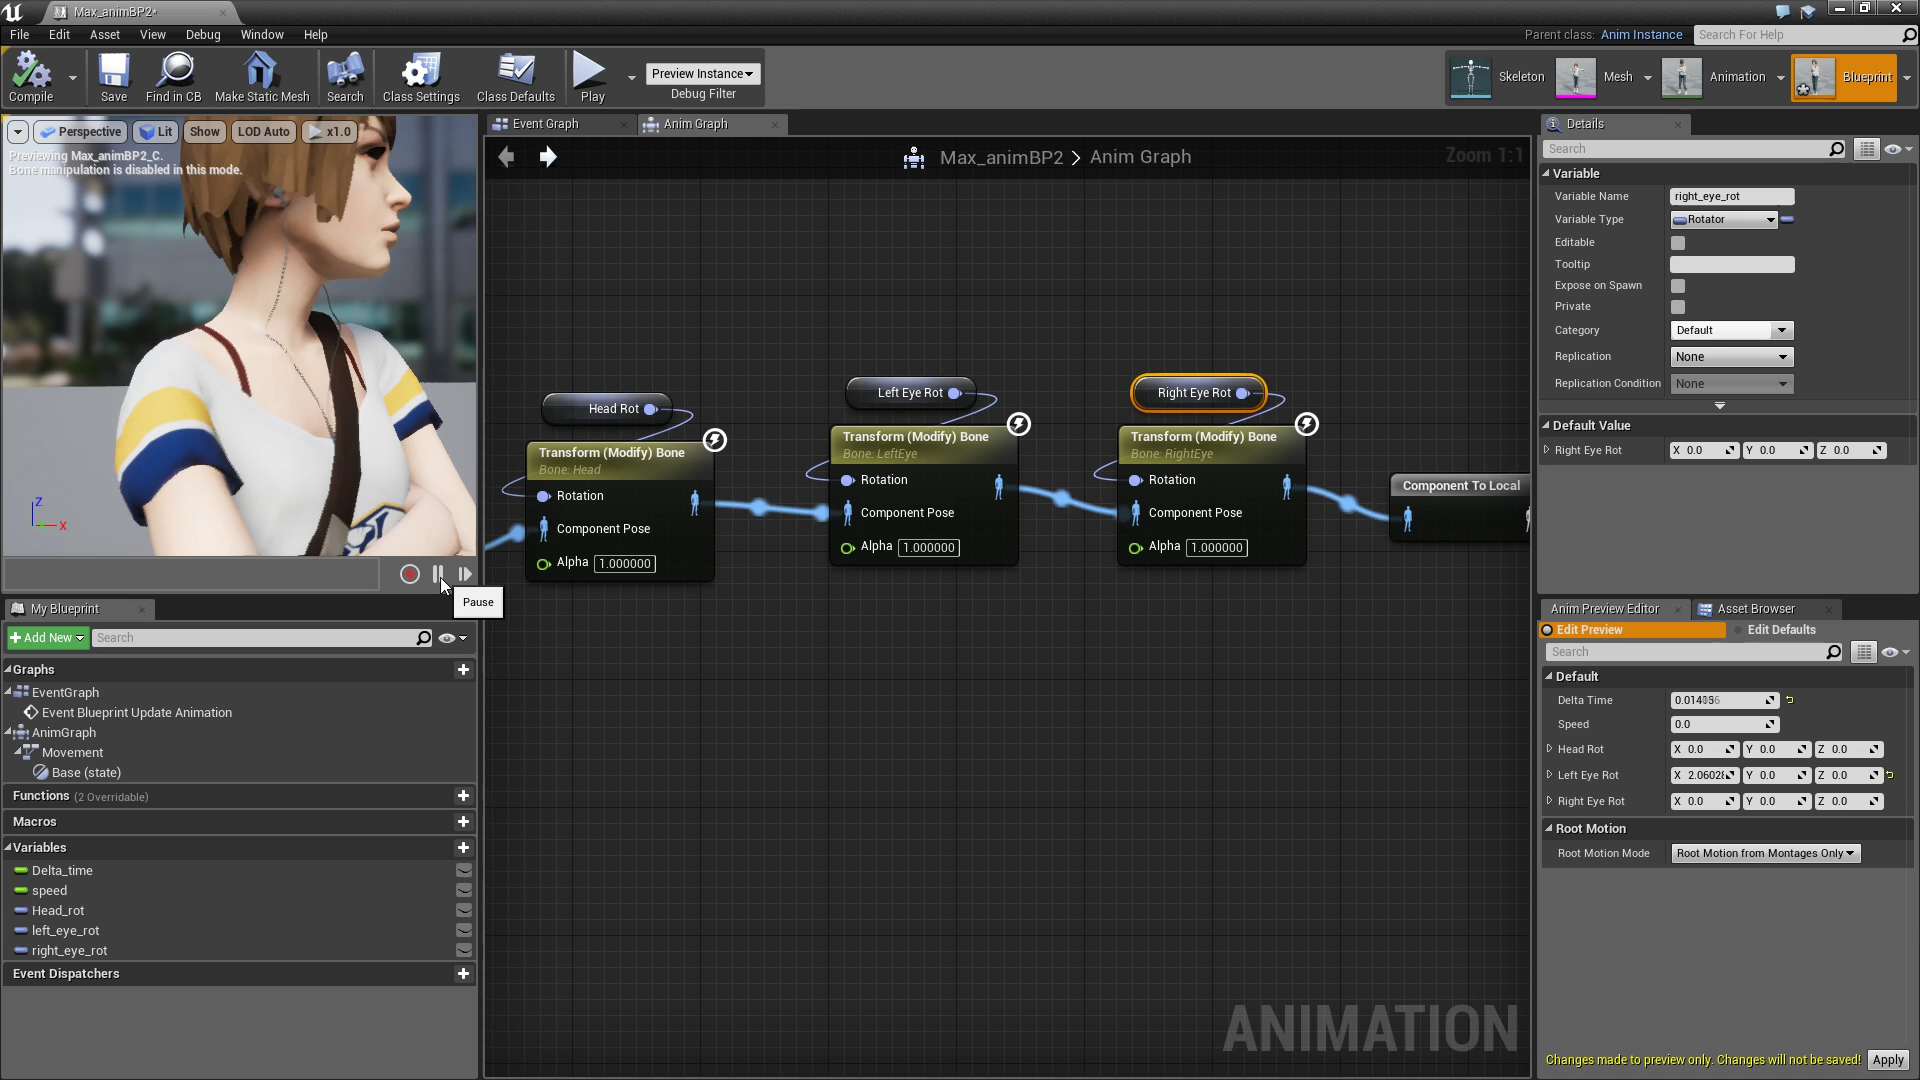 Max_animBP2*
File Edit Asset View Debug Window Help
Parent class: Anim Instance
Search For Help
Compile
Save
Find in CB
Make Static Mesh
Search
Class Settings
Class Defaults
Play
Preview Instance
Debug Filter
Skeleton
Mesh
Animation
Blueprint
Perspective Lit Show LOD Auto x1.0
Previewing Max_animBP2_C.
Bone manipulation is disabled in this mode.
Z
X
Pause
Event Graph
Anim Graph
Max_animBP2 > Anim Graph
Zoom 1:1
Head Rot
Transform (Modify) Bone
Bone: Head
Rotation
Component Pose
Alpha 1.000000
Left Eye Rot
Transform (Modify) Bone
Bone: LeftEye
Rotation
Component Pose
Alpha 1.000000
Right Eye Rot
Transform (Modify) Bone
Bone: RightEye
Rotation
Component Pose
Alpha 1.000000
Component To Local
ANIMATION
My Blueprint
Add New
Search
Graphs
EventGraph
Event Blueprint Update Animation
AnimGraph
Movement
Base (state)
Functions (2 Overridable)
Macros
Variables
Delta_time
speed
Head_rot
left_eye_rot
right_eye_rot
Event Dispatchers
Details
Search
Variable
Variable Name right_eye_rot
Variable Type Rotator
Editable
Tooltip
Expose on Spawn
Private
Category Default
Replication None
Replication Condition None
Default Value
Right Eye Rot X 0.0 Y 0.0 Z 0.0
Anim Preview Editor
Asset Browser
Edit Preview
Edit Defaults
Search
Default
Delta Time
Speed 0.0
Head Rot X 0.0 Y 0.0 Z 0.0
Left Eye Rot X Y 0.0 Z 0.0
Right Eye Rot X 0.0 Y 0.0 Z 0.0
Root Motion
Root Motion Mode Root Motion from Montages Only
Changes made to preview only. Changes will not be saved!
Apply